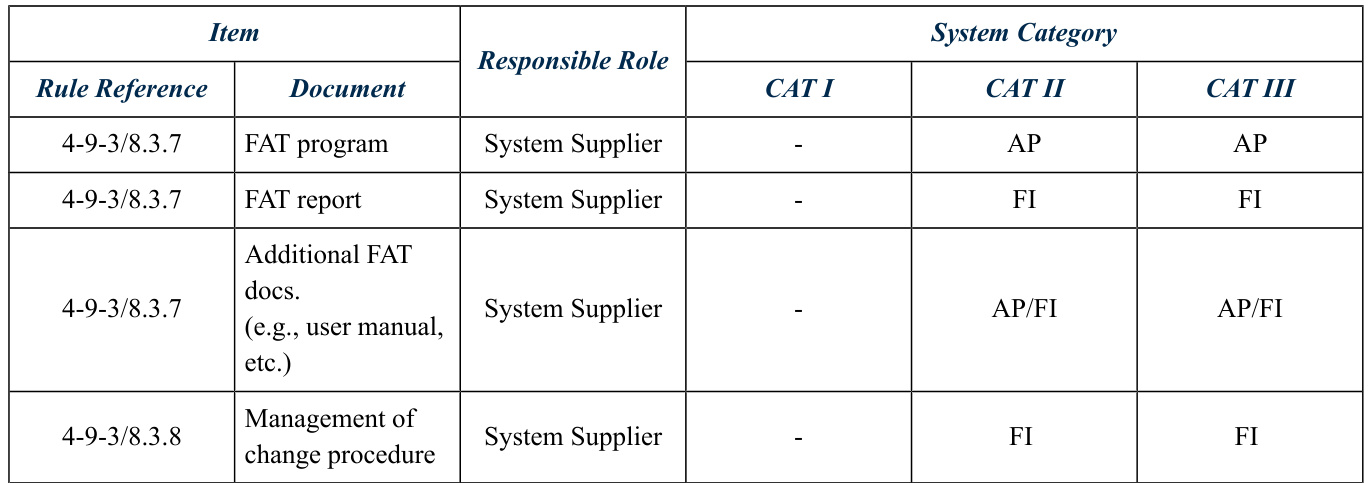 Item
Responsible Role
System Category
Rule Reference
Document
CAT I
CAT II
CAT III
4-9-3/8.3.7
FAT program
System Supplier
-
AP
AP
4-9-3/8.3.7
FAT report
System Supplier
-
FI
FI
4-9-3/8.3.7
Additional FAT
docs.
(e.g., user manual,
etc.)
System Supplier
-
AP/FI
AP/FI
4-9-3/8.3.8
Management of
change procedure
System Supplier
-
FI
FI